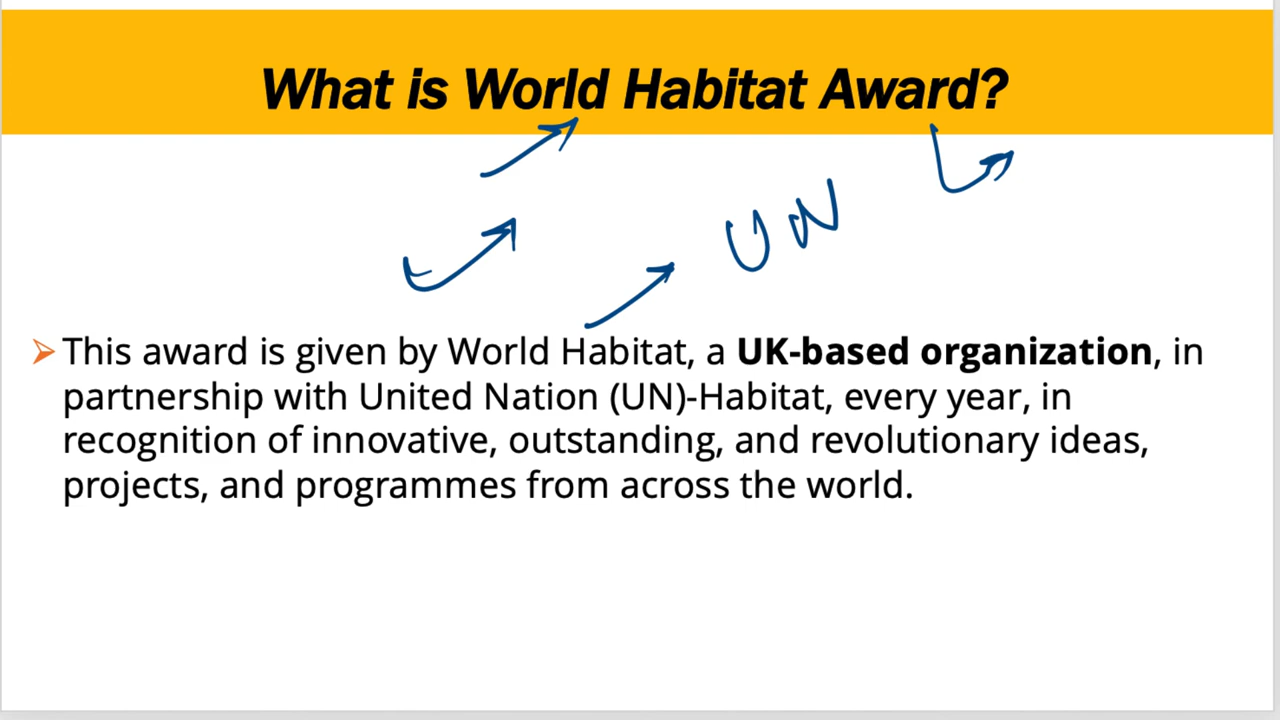 What is World Habitat Award?
UN
➢ This award is given by World Habitat, a UK-based organization, in
partnership with United Nation (UN)-Habitat, every year, in
recognition of innovative, outstanding, and revolutionary ideas,
projects, and programmes from across the world.